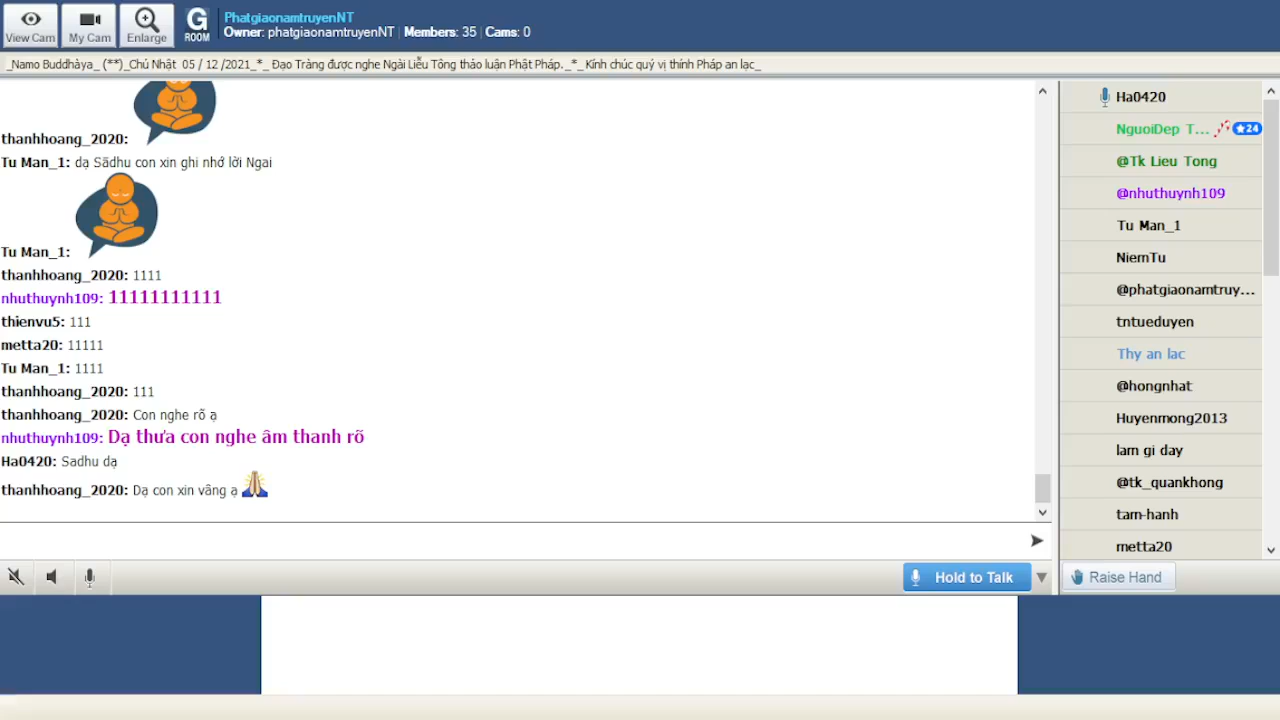 View Cam
My Cam
Enlarge
G
ROOM
PhatgiaonamtruyenNT
Owner: phatgiaonamtruyenNT | Members: 35 | Cams: 0
_Namo Buddhàya_ (**)_Chủ Nhật 05 / 12 /2021_*_ Đạo Tràng được nghe Ngài Liễu Tông thảo luận Phật Pháp._*_Kính chúc quý vị thính Pháp an lạc_
thanhhoang_2020:
Tu Man_1: dạ Sādhu con xin ghi nhớ lời Ngai
Tu Man_1:
thanhhoang_2020: 1111
nhuthuynh109: 11111111111
thienvu5: 111
metta20: 11111
Tu Man_1: 1111
thanhhoang_2020: 111
thanhhoang_2020: Con nghe rõ ạ
nhuthuynh109: Dạ thưa con nghe âm thanh rõ
Ha0420: Sadhu dạ
thanhhoang_2020: Dạ con xin vâng ạ
Hold to Talk
Ha0420
NguoiDep T... 24
@Tk Lieu Tong
@nhuthuynh109
Tu Man_1
NiemTu
@phatgiaonamtruy...
tntueduyen
Thy an lac
@hongnhat
Huyenmong2013
lam gi day
@tk_quankhong
tam-hanh
metta20
Raise Hand